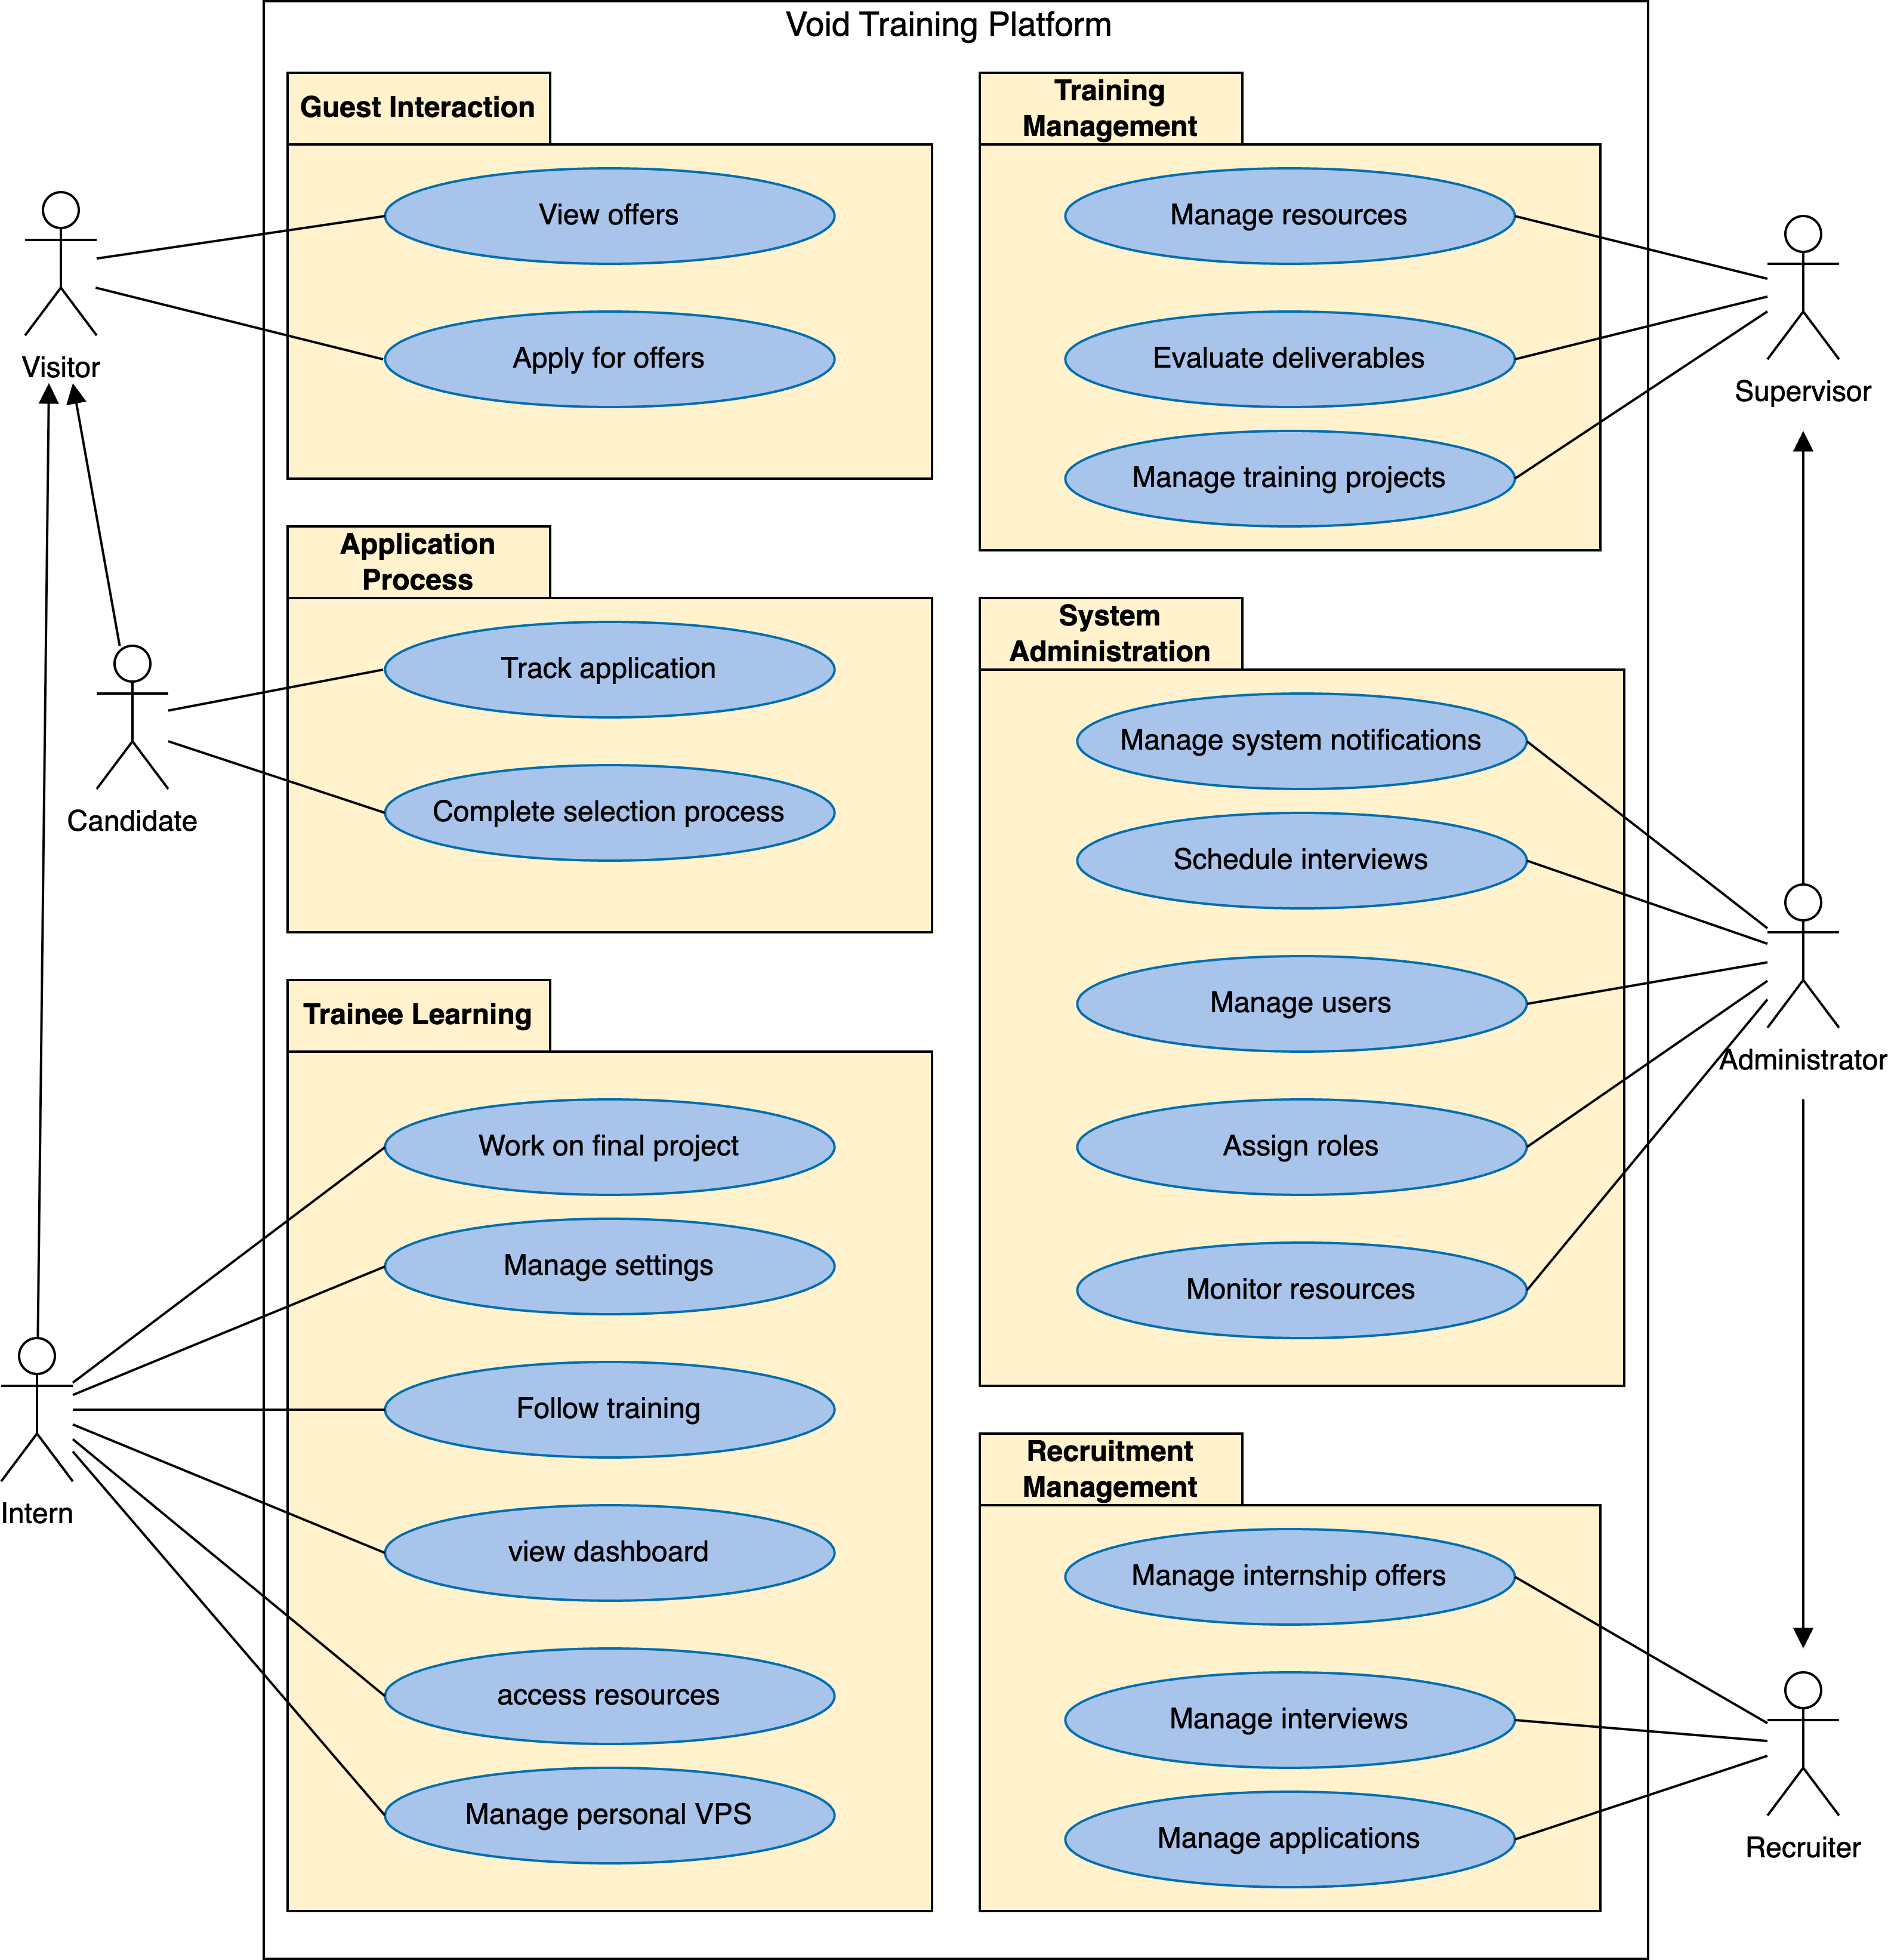 Void Training Platform
Guest Interaction
View offers
Apply for offers
Visitor
Application
Process
Track application
Complete selection process
Candidate
Trainee Learning
Work on final project
Manage settings
Follow training
view dashboard
access resources
Manage personal VPS
Intern
Training
Management
Manage resources
Evaluate deliverables
Manage training projects
Supervisor
System
Administration
Manage system notifications
Schedule interviews
Manage users
Assign roles
Monitor resources
Administrator
Recruitment
Management
Manage internship offers
Manage interviews
Manage applications
Recruiter